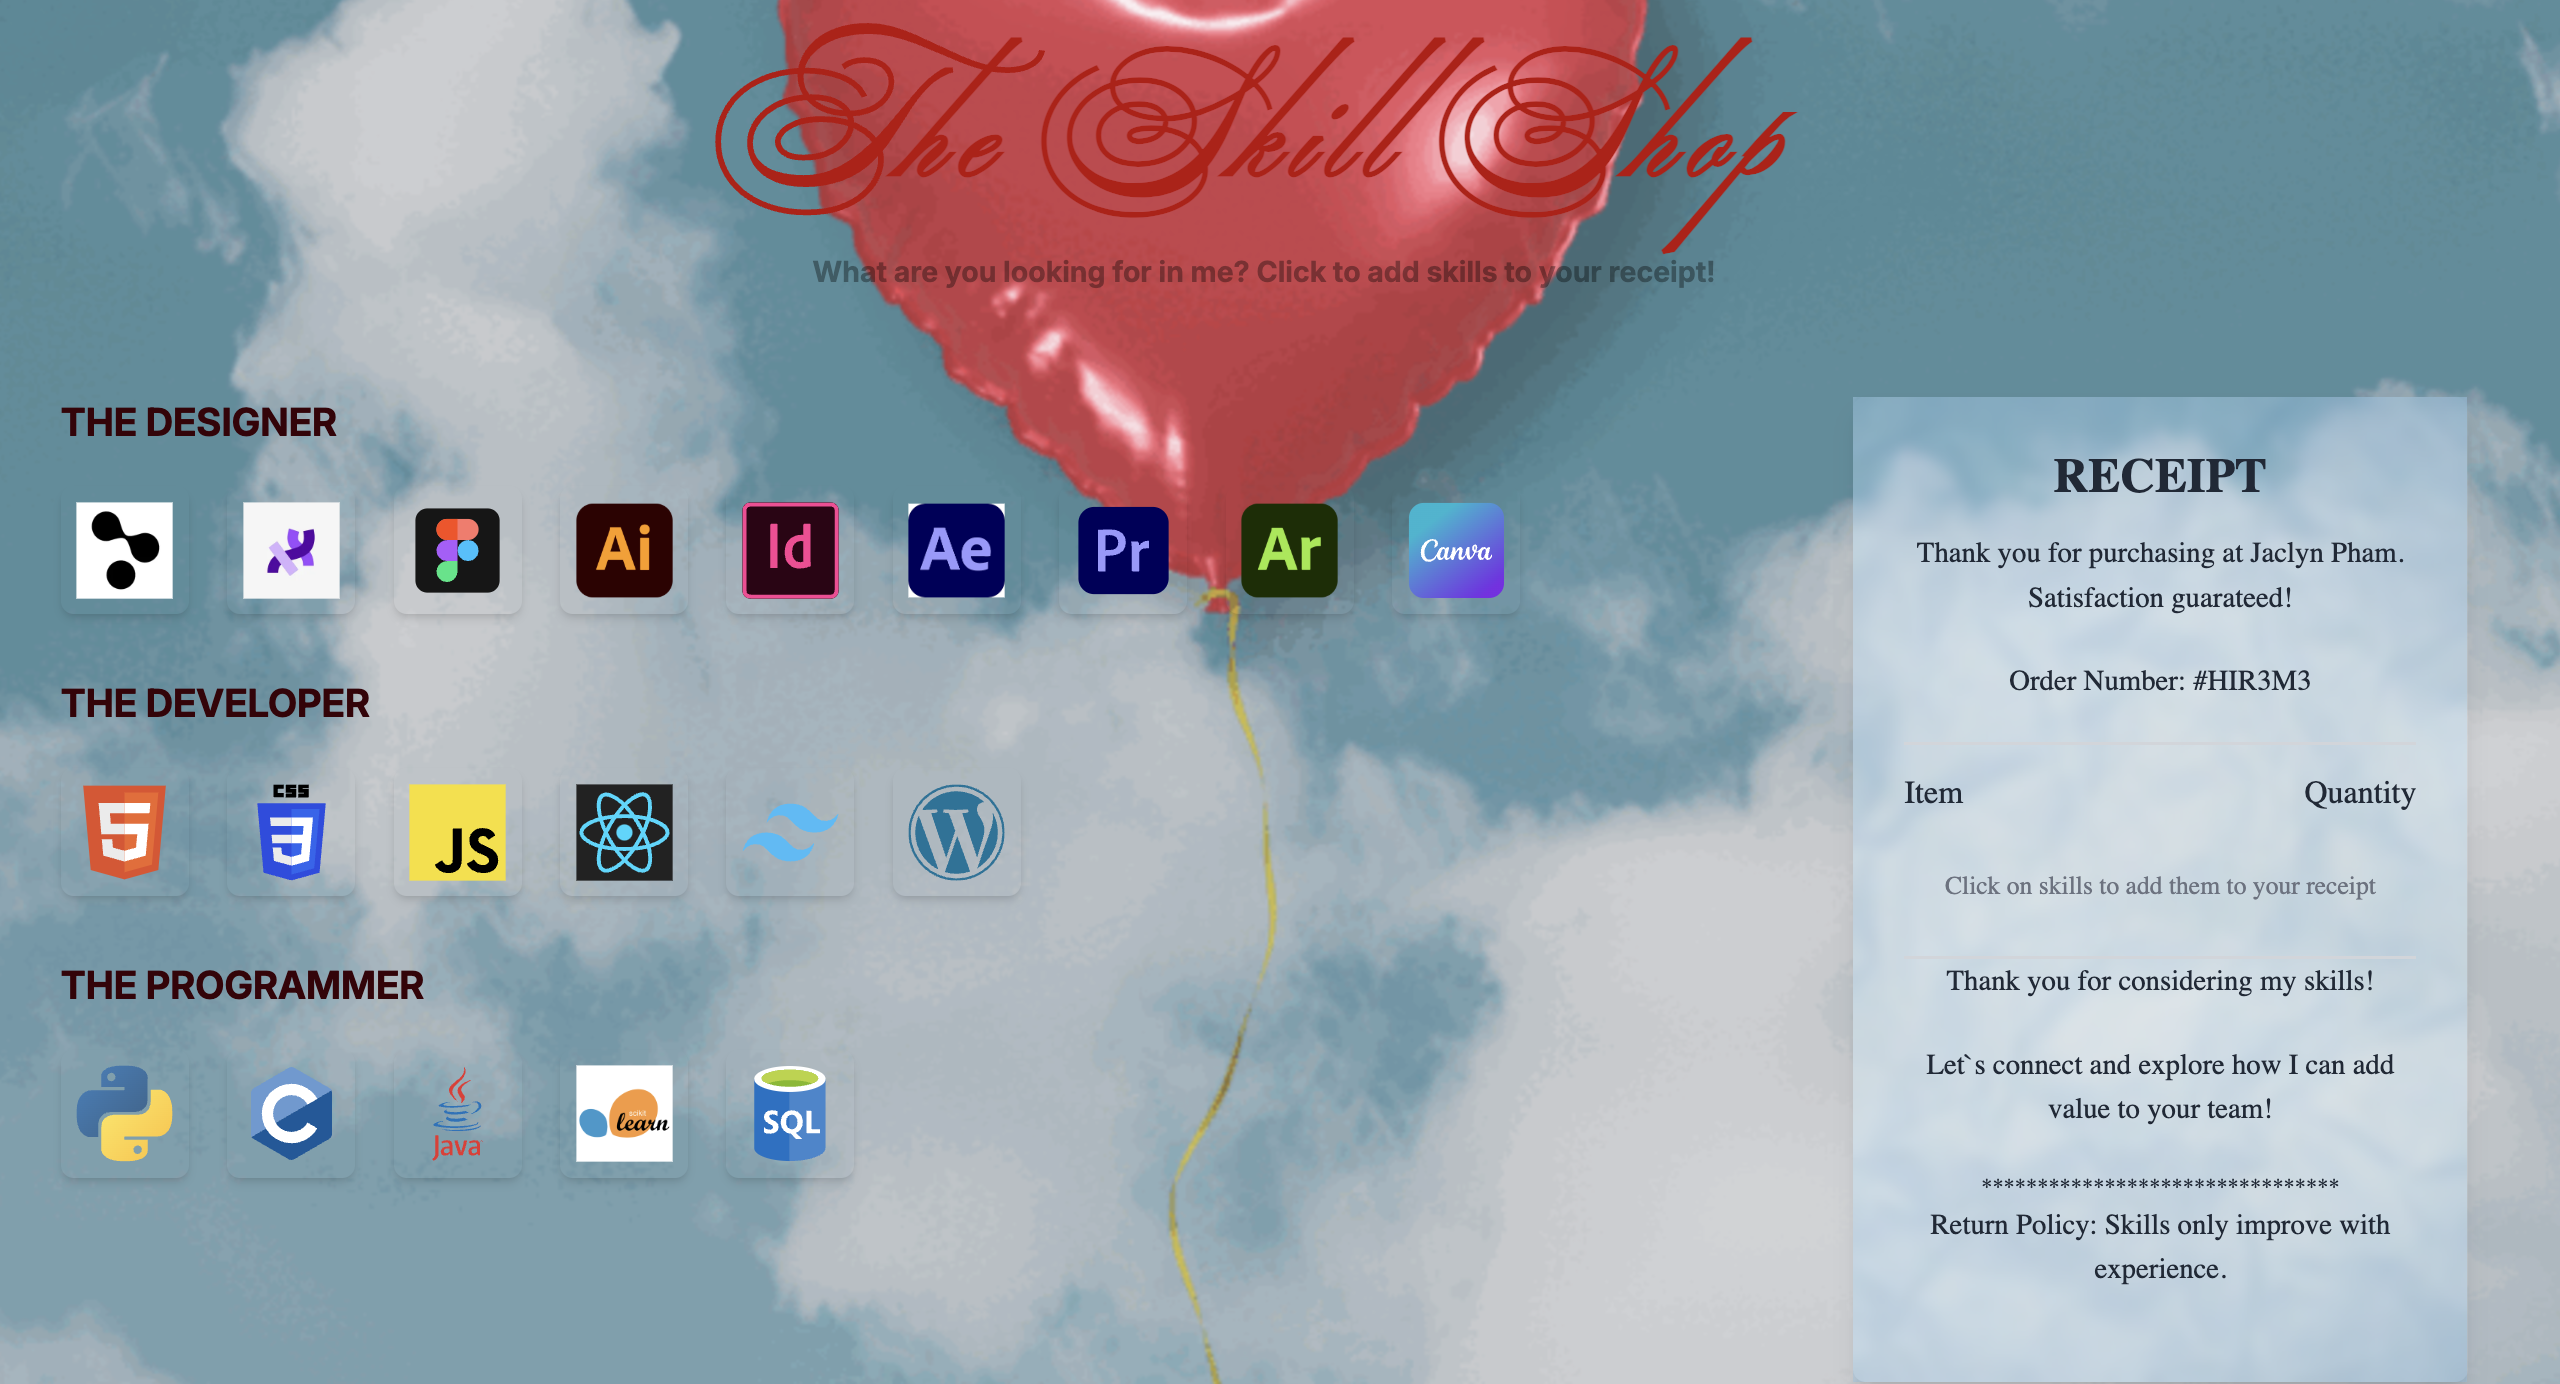 The Skill Shop
What are you looking for in me? Click to add skills to your receipt!
THE DESIGNER
Ai
Id
Ae
Pr
Ar
Canva
THE DEVELOPER
5
CSS
3
JS
W
THE PROGRAMMER
C
Java
scikit
learn
SQL
RECEIPT
Thank you for purchasing at Jaclyn Pham.
Satisfaction guarateed!
Order Number: #HIR3M3
Item Quantity
Click on skills to add them to your receipt
Thank you for considering my skills!
Let`s connect and explore how I can add
value to your team!
********************************
Return Policy: Skills only improve with
experience.